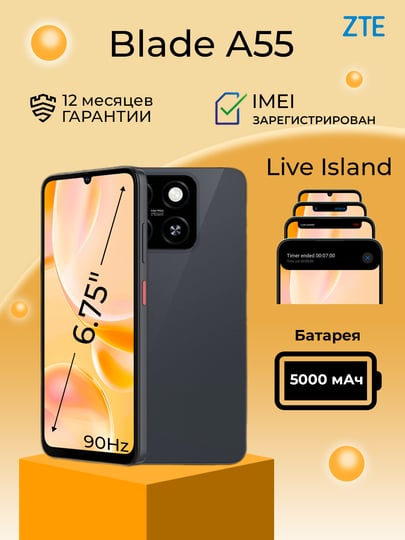 Blade A55
ZTE
12 месяцев
ГАРАНТИИ
IMEI
ЗАРЕГИСТРИРОВАН
Live Island
Timer ended 00:07:00
6.75"
90Hz
Батарея
5000 мАч